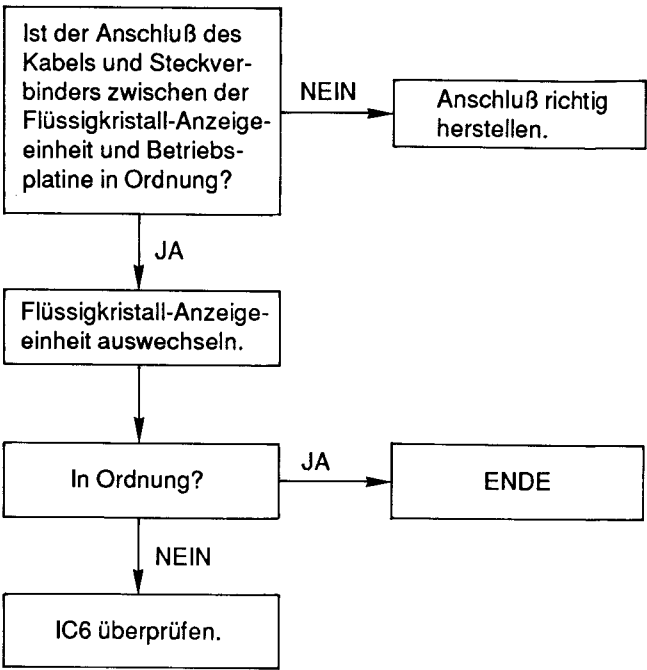 Ist der Anschluß des
Kabels und Steckver-
binders zwischen der
Flüssigkristall-Anzeige-
einheit und Betriebs-
platine in Ordnung?
NEIN
Anschluß richtig
herstellen.
JA
Flüssigkristall-Anzeige-
einheit auswechseln.
In Ordnung?
JA
ENDE
NEIN
IC6 überprüfen.